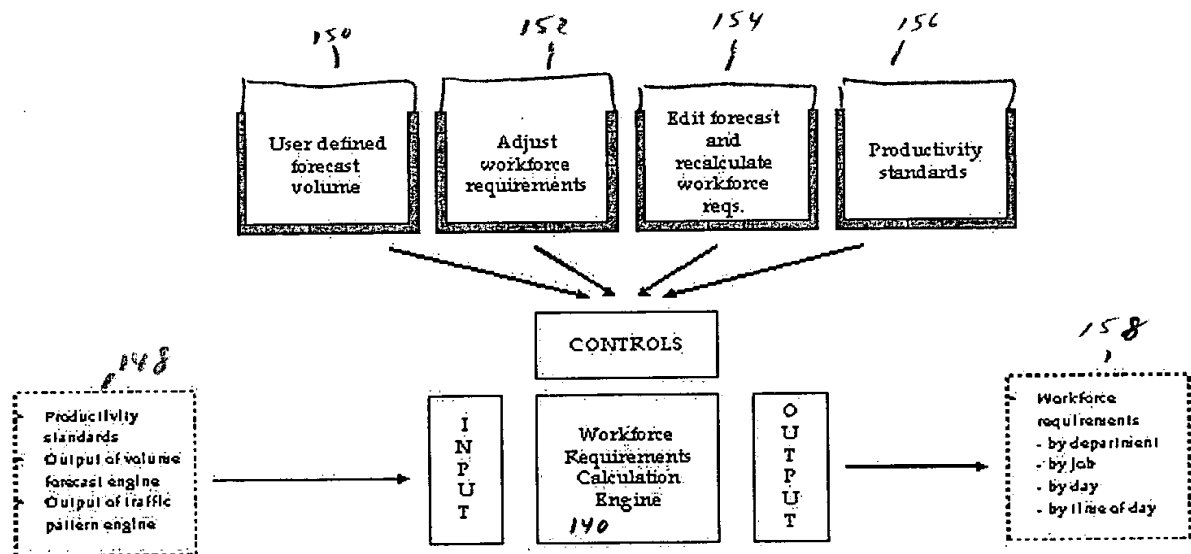 150
152
154
156
User defined
forecast
volume
Adjust
workforce
requirements
Edit forecast
and
recalculate
workforce
reqs.
Productivity
standards
CONTROLS
148
Productivity
standards
Output of volume
forecast engine
Output of traffic
pattern engine
INPUT
Workforce
Requirements
Calculation
Engine
140
OUTPUT
158
Workforce
requirements
- by department
- by job
- by day
- by time of day